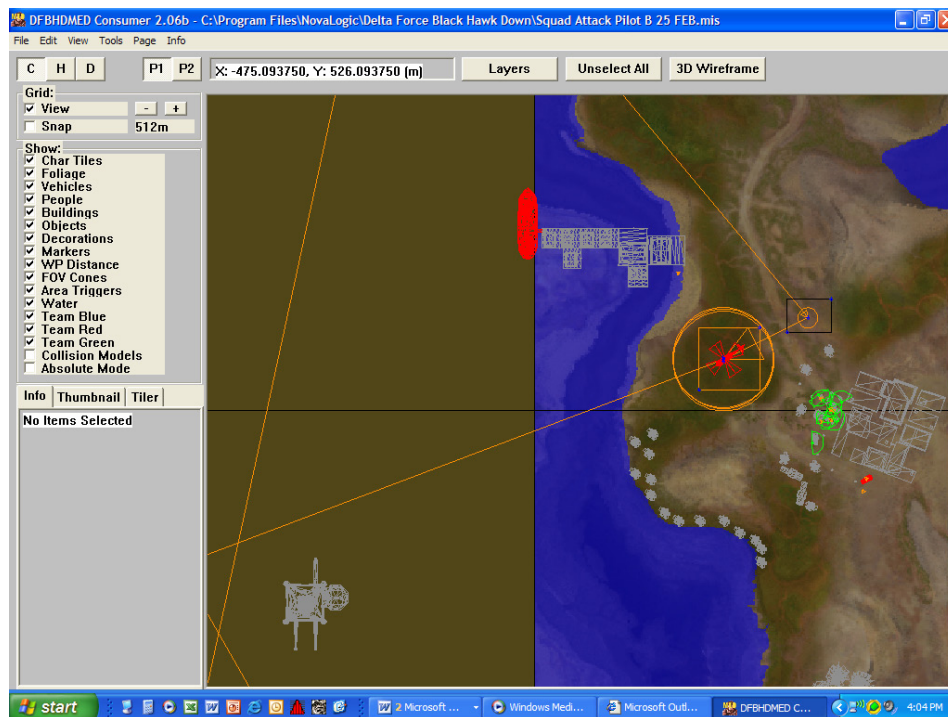 DFBHDMED Consumer 2.06b - C:\Program Files\NovaLogic\Delta Force Black Hawk Down\Squad Attack Pilot B 25 FEB.mis
File Edit View Tools Page Info
C H D P1 P2 X: -475.093750, Y: 526.093750 (m) Layers Unselect All 3D Wireframe
Grid:
View - +
Snap 512m
Show:
Char Tiles
Foliage
Vehicles
People
Buildings
Objects
Decorations
Markers
WP Distance
FOV Cones
Area Triggers
Water
Team Blue
Team Red
Team Green
Collision Models
Absolute Mode
Info Thumbnail Tiler
No Items Selected
start 2 Microsoft ... Windows Medi... Microsoft Outl... DFBHDMED C... 4:04 PM